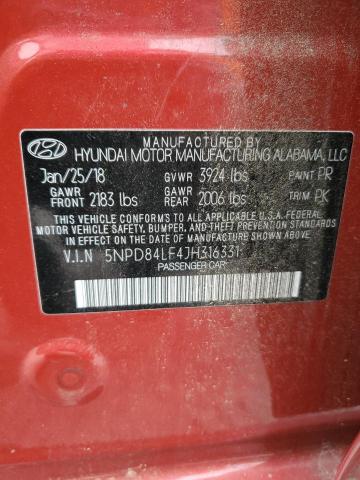 MANUFACTURED BY
HYUNDAI MOTOR MANUFACTURING ALABAMA, LLC
Jan/25/18 GVWR 3924 lbs PAINT PR
GAWR FRONT 2183 lbs GAWR REAR 2006 lbs TRIM PK
THIS VEHICLE CONFORMS TO ALL APPLICABLE U.S.A. FEDERAL
MOTOR VEHICLE SAFETY, BUMPER, AND THEFT PREVENTION STANDARDS
IN EFFECT ON THE DATE OF MANUFACTURE SHOWN ABOVE.
V.I.N 5NPD84LF4JH316331
PASSENGER CAR